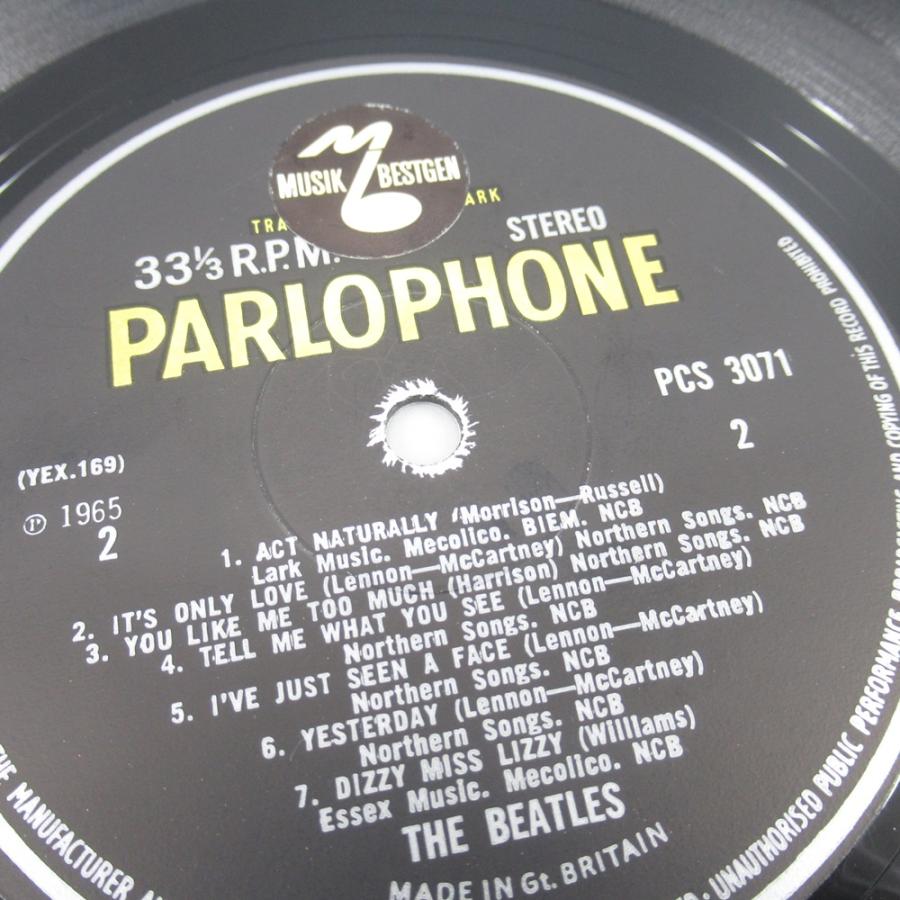 MUSIK BESTGEN
TRA ARK
33⅓ R.P.M. STEREO
PARLOPHONE
PCS 3071
2
(YEX.169)
℗ 1965
2
1. ACT NATURALLY (Morrison—Russell)
Lark Music. Mecolico. BIEM. NCB
2. IT'S ONLY LOVE (Lennon—McCartney) Northern Songs. NCB
3. YOU LIKE ME TOO MUCH (Harrison) Northern Songs. NCB
4. TELL ME WHAT YOU SEE (Lennon—McCartney)
Northern Songs. NCB
5. I'VE JUST SEEN A FACE (Lennon—McCartney)
Northern Songs. NCB
6. YESTERDAY (Lennon—McCartney)
Northern Songs. NCB
7. DIZZY MISS LIZZY (Williams)
Essex Music. Mecolico. NCB
THE BEATLES
MADE IN Gt. BRITAIN
THE MANUFACTURER
UNAUTHORISED PUBLIC PERFORMANCE BROADCASTING AND COPYING OF THIS RECORD PROHIBITED